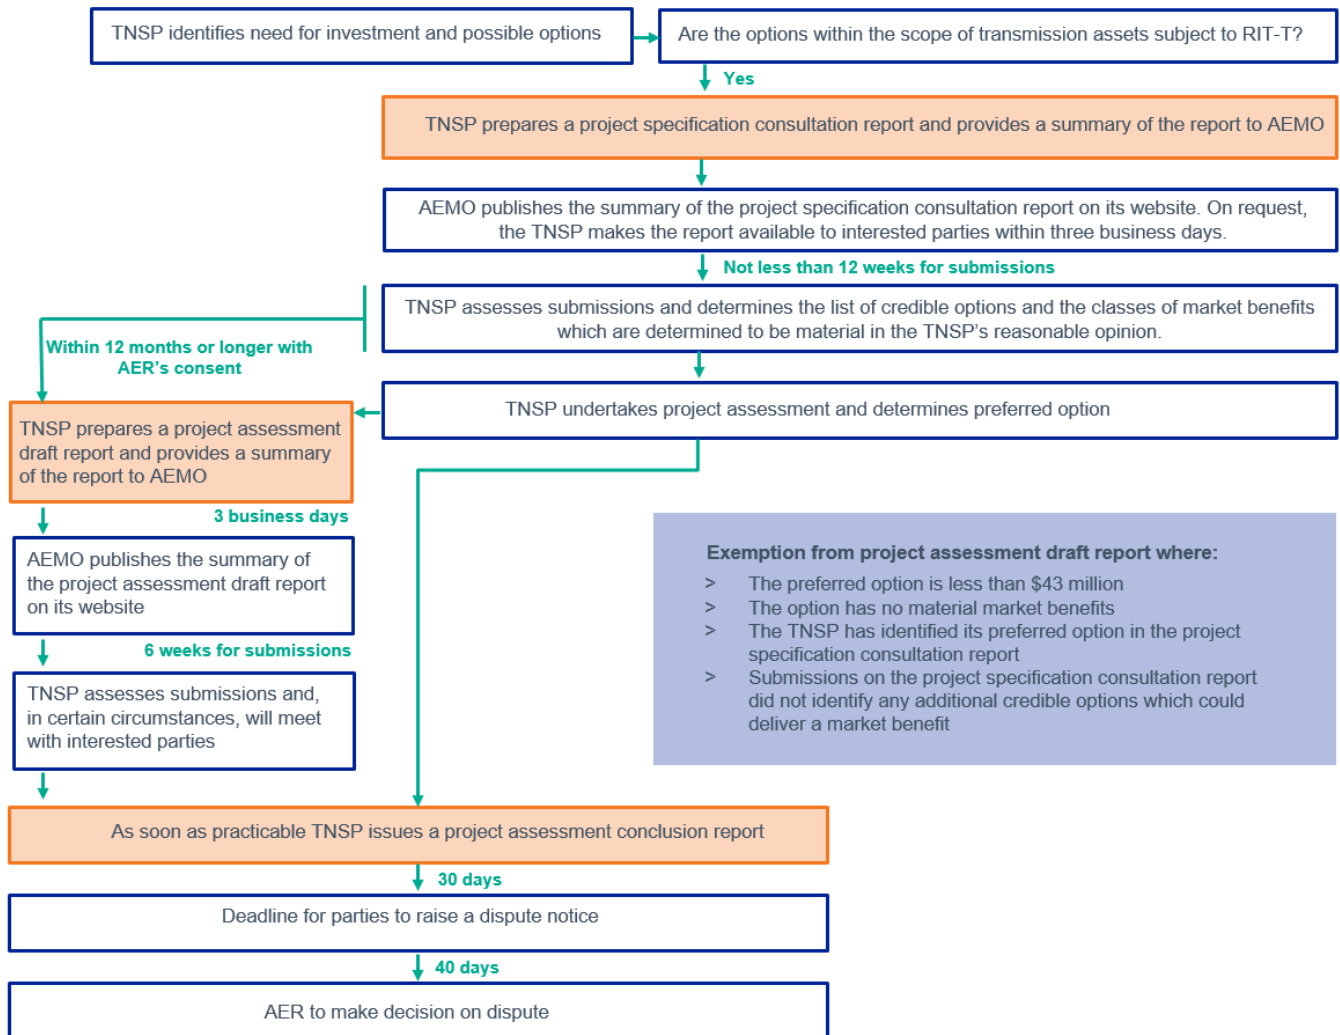 TNSP identifies need for investment and possible options
Are the options within the scope of transmission assets subject to RIT-T?
Yes
TNSP prepares a project specification consultation report and provides a summary of the report to AEMO
AEMO publishes the summary of the project specification consultation report on its website. On request,
the TNSP makes the report available to interested parties within three business days.
Not less than 12 weeks for submissions
TNSP assesses submissions and determines the list of credible options and the classes of market benefits
which are determined to be material in the TNSP's reasonable opinion.
Within 12 months or longer with
AER's consent
TNSP undertakes project assessment and determines preferred option
TNSP prepares a project assessment
draft report and provides a summary
of the report to AEMO
3 business days
AEMO publishes the summary of
the project assessment draft report
on its website
6 weeks for submissions
TNSP assesses submissions and,
in certain circumstances, will meet
with interested parties
Exemption from project assessment draft report where:
> The preferred option is less than $43 million
> The option has no material market benefits
> The TNSP has identified its preferred option in the project
specification consultation report
> Submissions on the project specification consultation report
did not identify any additional credible options which could
deliver a market benefit
As soon as practicable TNSP issues a project assessment conclusion report
30 days
Deadline for parties to raise a dispute notice
40 days
AER to make decision on dispute